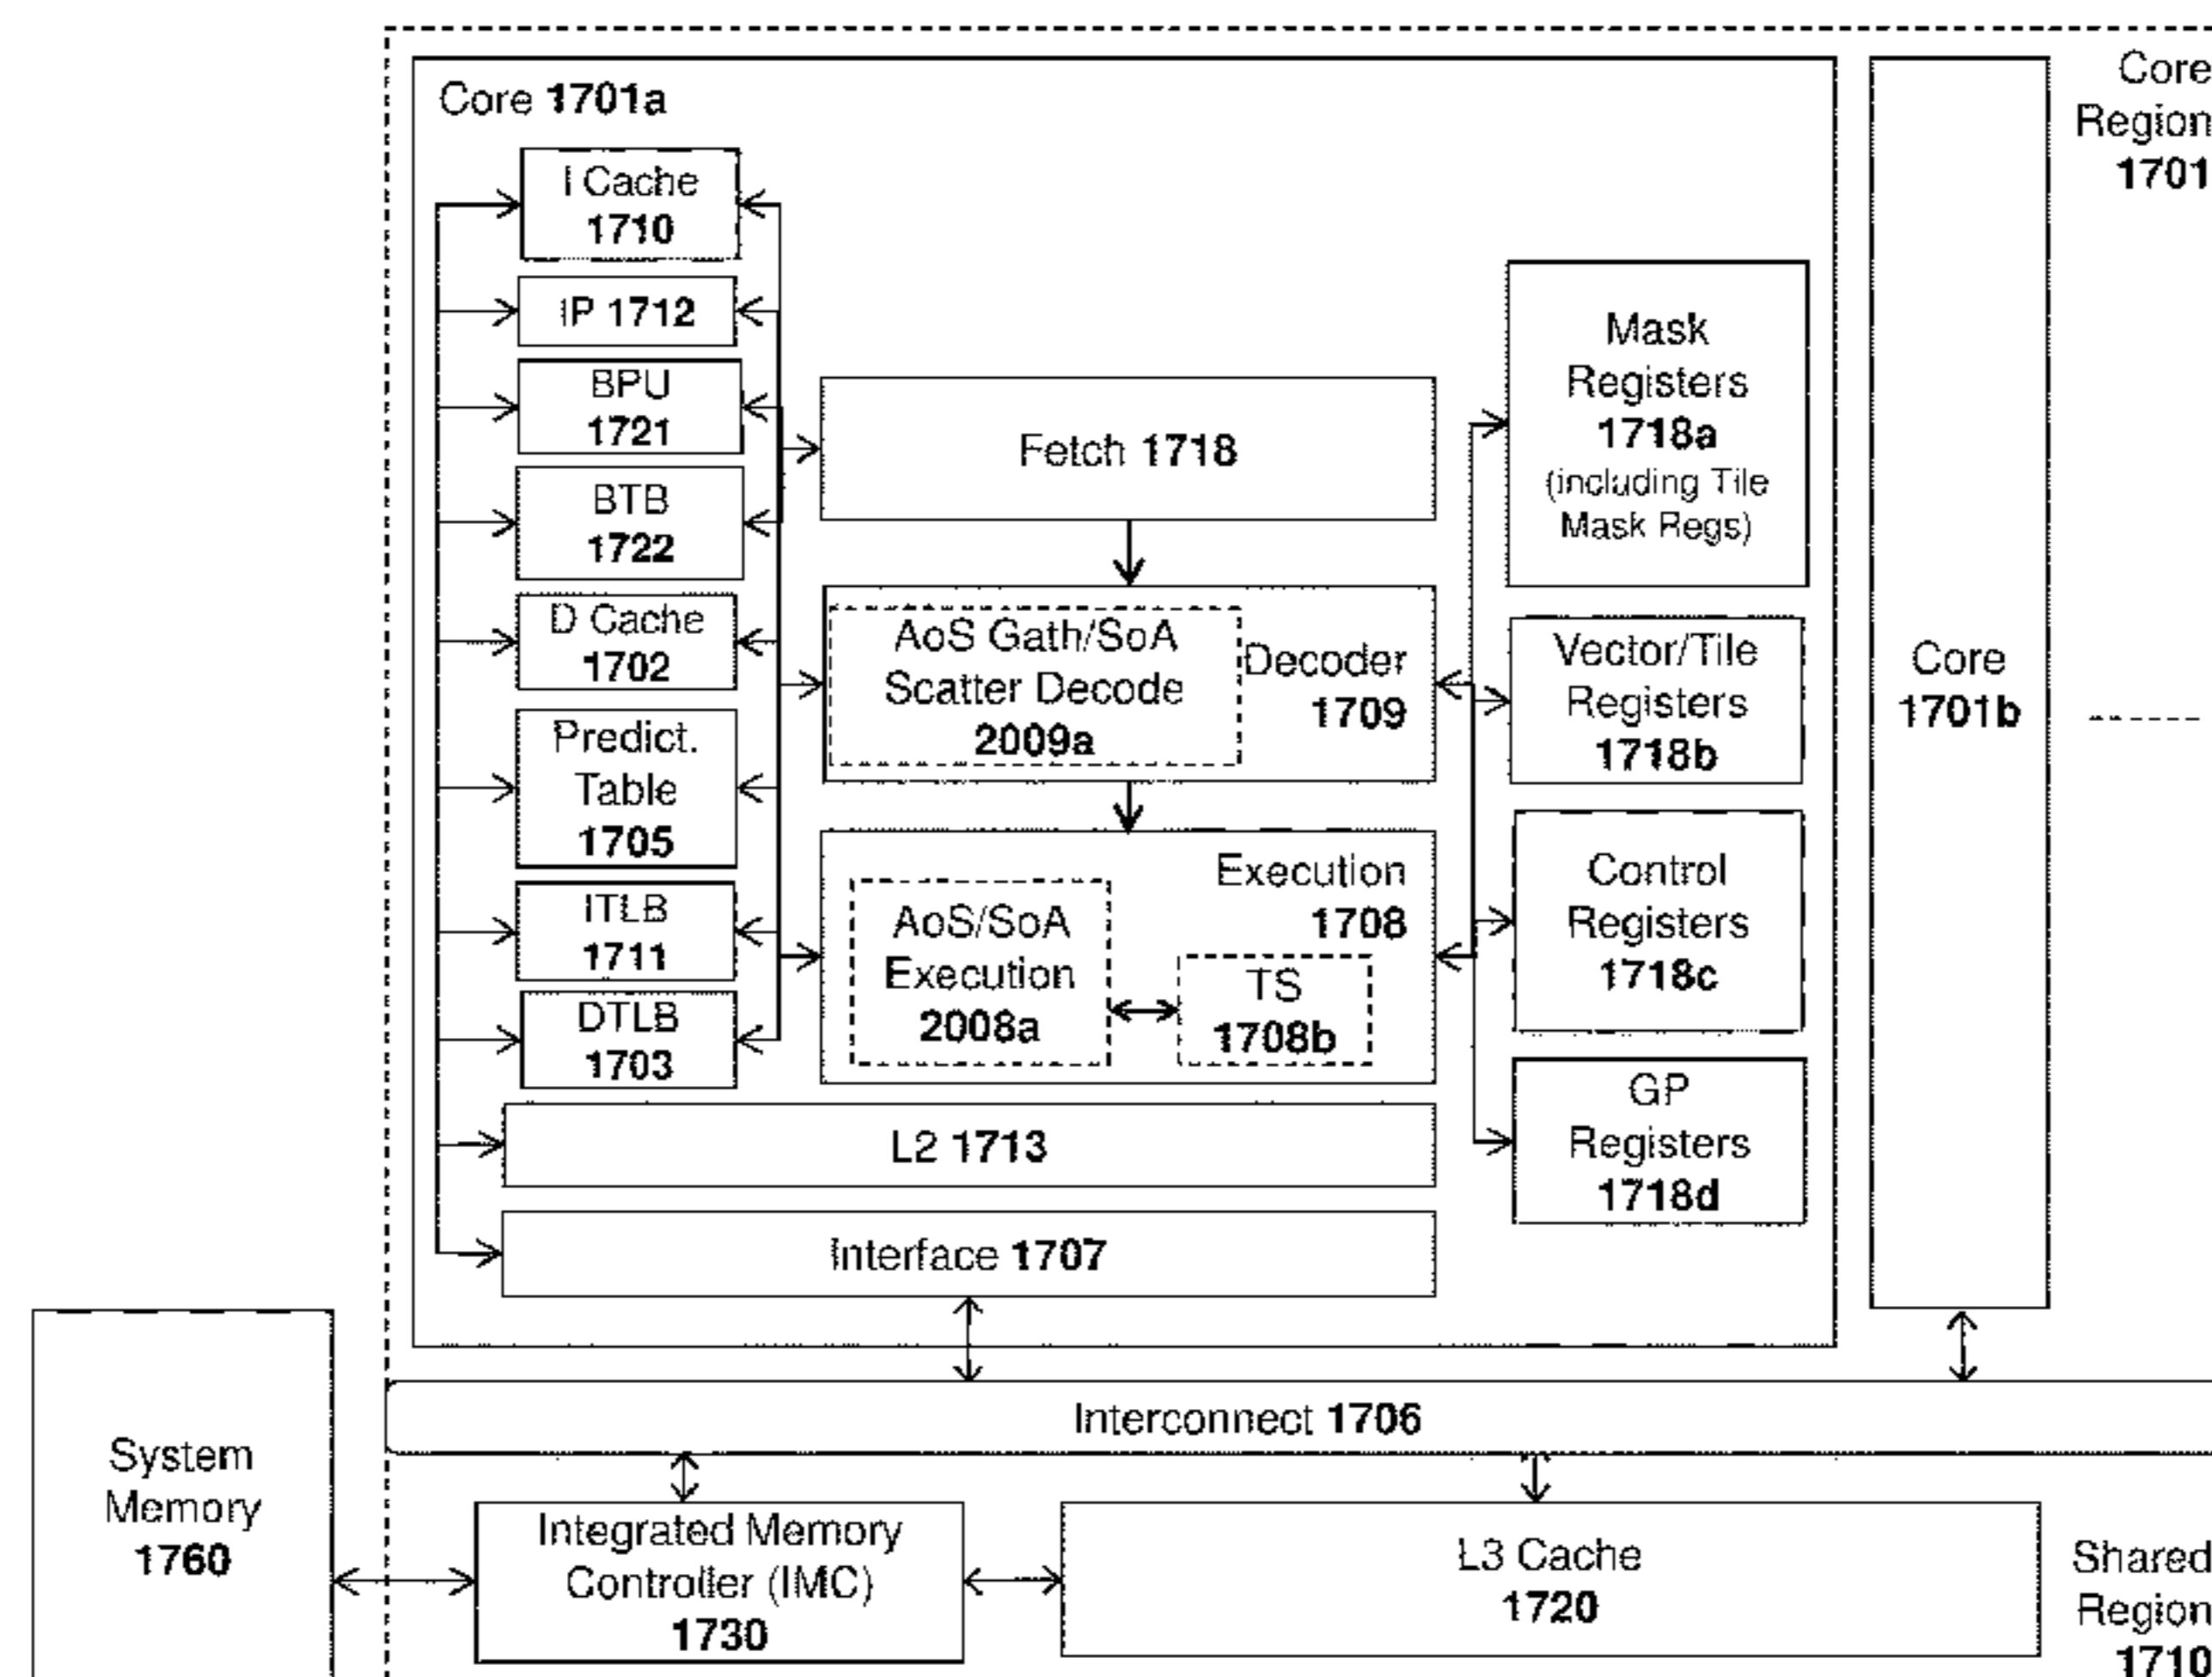 Core 1701a
Core
Region
1701
I Cache
1710
IP 1712
BPU
1721
BTB
1722
D Cache
1702
Predict.
Table
1705
ITLB
1711
DTLB
1703
Fetch 1718
AoS Gath/SoA
Scatter Decode
2009a
Decoder
1709
Execution
1708
AoS/SoA
Execution
2008a
TS
1708b
L2 1713
Interface 1707
Mask
Registers
1718a
(including Tile
Mask Regs)
Vector/Tile
Registers
1718b
Control
Registers
1718c
GP
Registers
1718d
Core
1701b
Interconnect 1706
System
Memory
1760
Integrated Memory
Controller (IMC)
1730
L3 Cache
1720
Shared
Region
1710